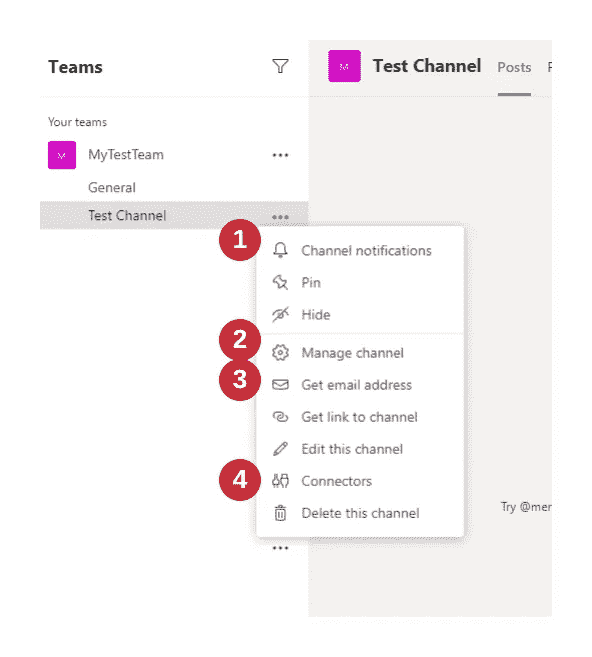 Teams
M Test Channel Posts
Your teams
M MyTestTeam
General
Test Channel
1 Channel notifications
Pin
Hide
2 Manage channel
3 Get email address
Get link to channel
Edit this channel
4 Connectors
Delete this channel
Try @mer